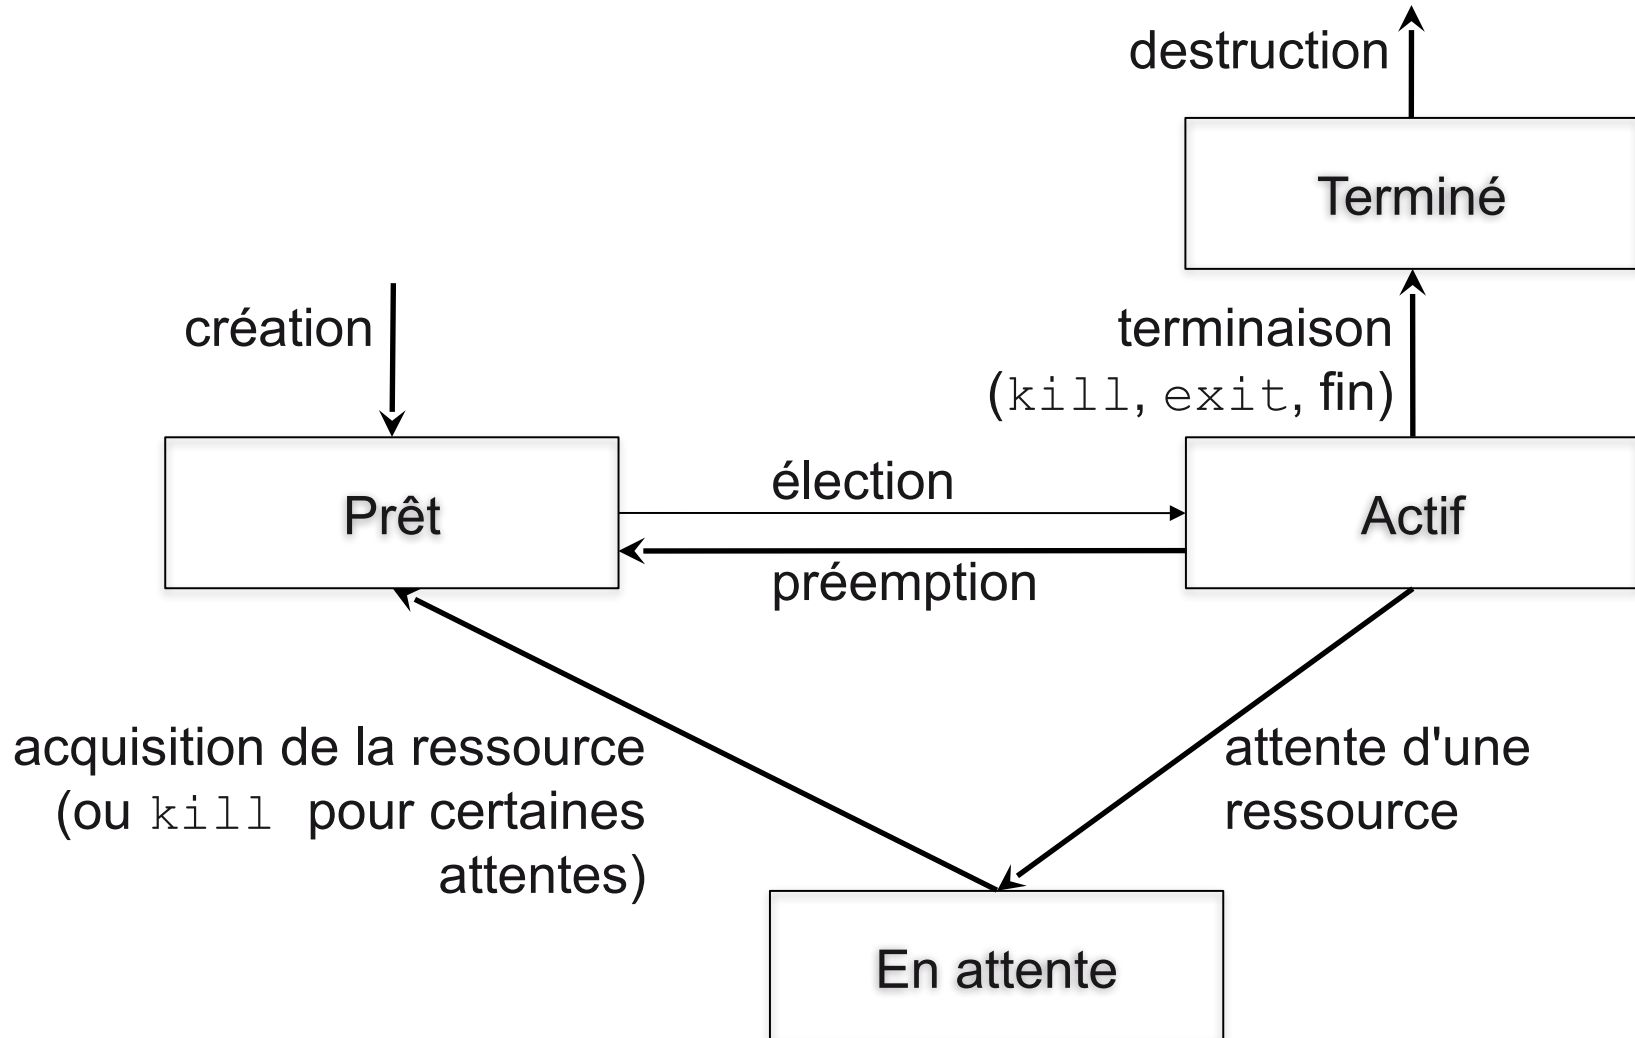 destruction
Terminé
création
terminaison
(kill, exit, fin)
élection
Prêt
Actif
préemption
acquisition de la ressource
(ou kill pour certaines
attentes)
attente d'une
ressource
En attente